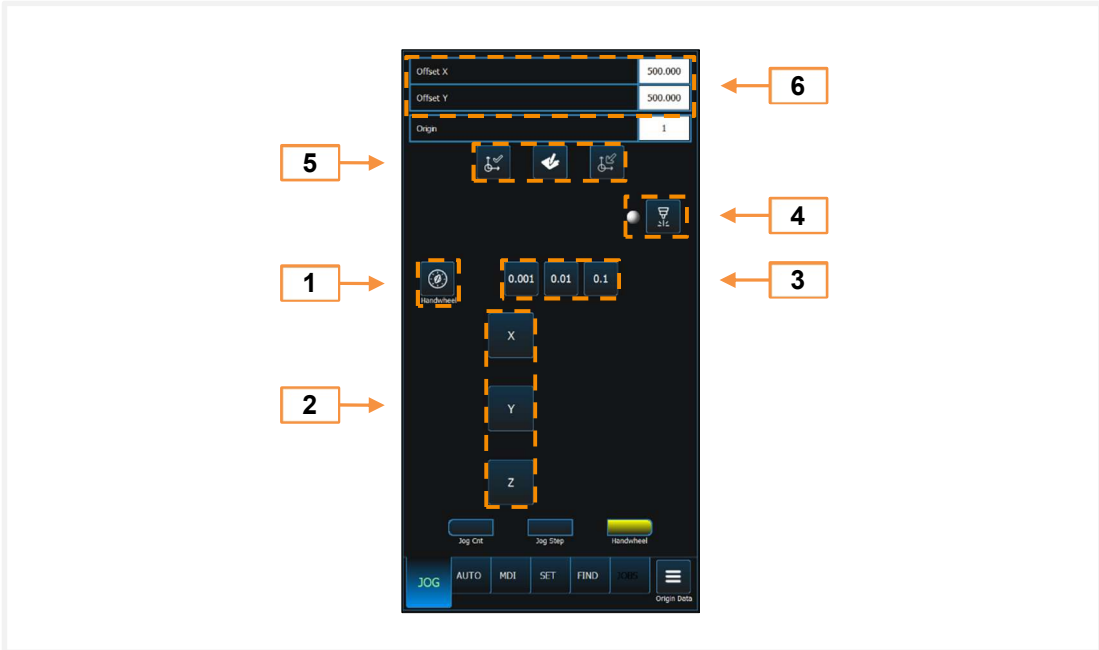 Offset X 500.000
6
Offset Y 500.000
Origin 1
5
4
1
Handwheel
0.001 0.01 0.1
3
X
2
Y
Z
Jog Cnt Jog Step Handwheel
JOG AUTO MDI SET FIND JOBS
Origin Data